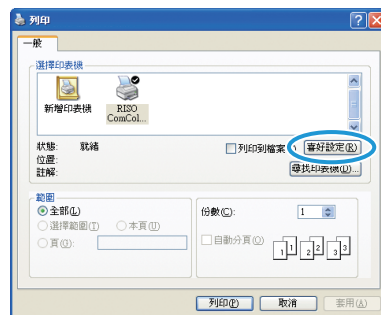 列印
一般
選擇印表機
新增印表機
RISO
ComCol...
狀態: 就緒
位置:
註解:
列印到檔案
喜好設定(R)
尋找印表機(D)...
範圍
全部(L)
選擇範圍(T) 本頁(U)
頁(G):
份數(C): 1
自動分頁(O)
1 1 2 2 3 3
列印(P) 取消 套用(A)